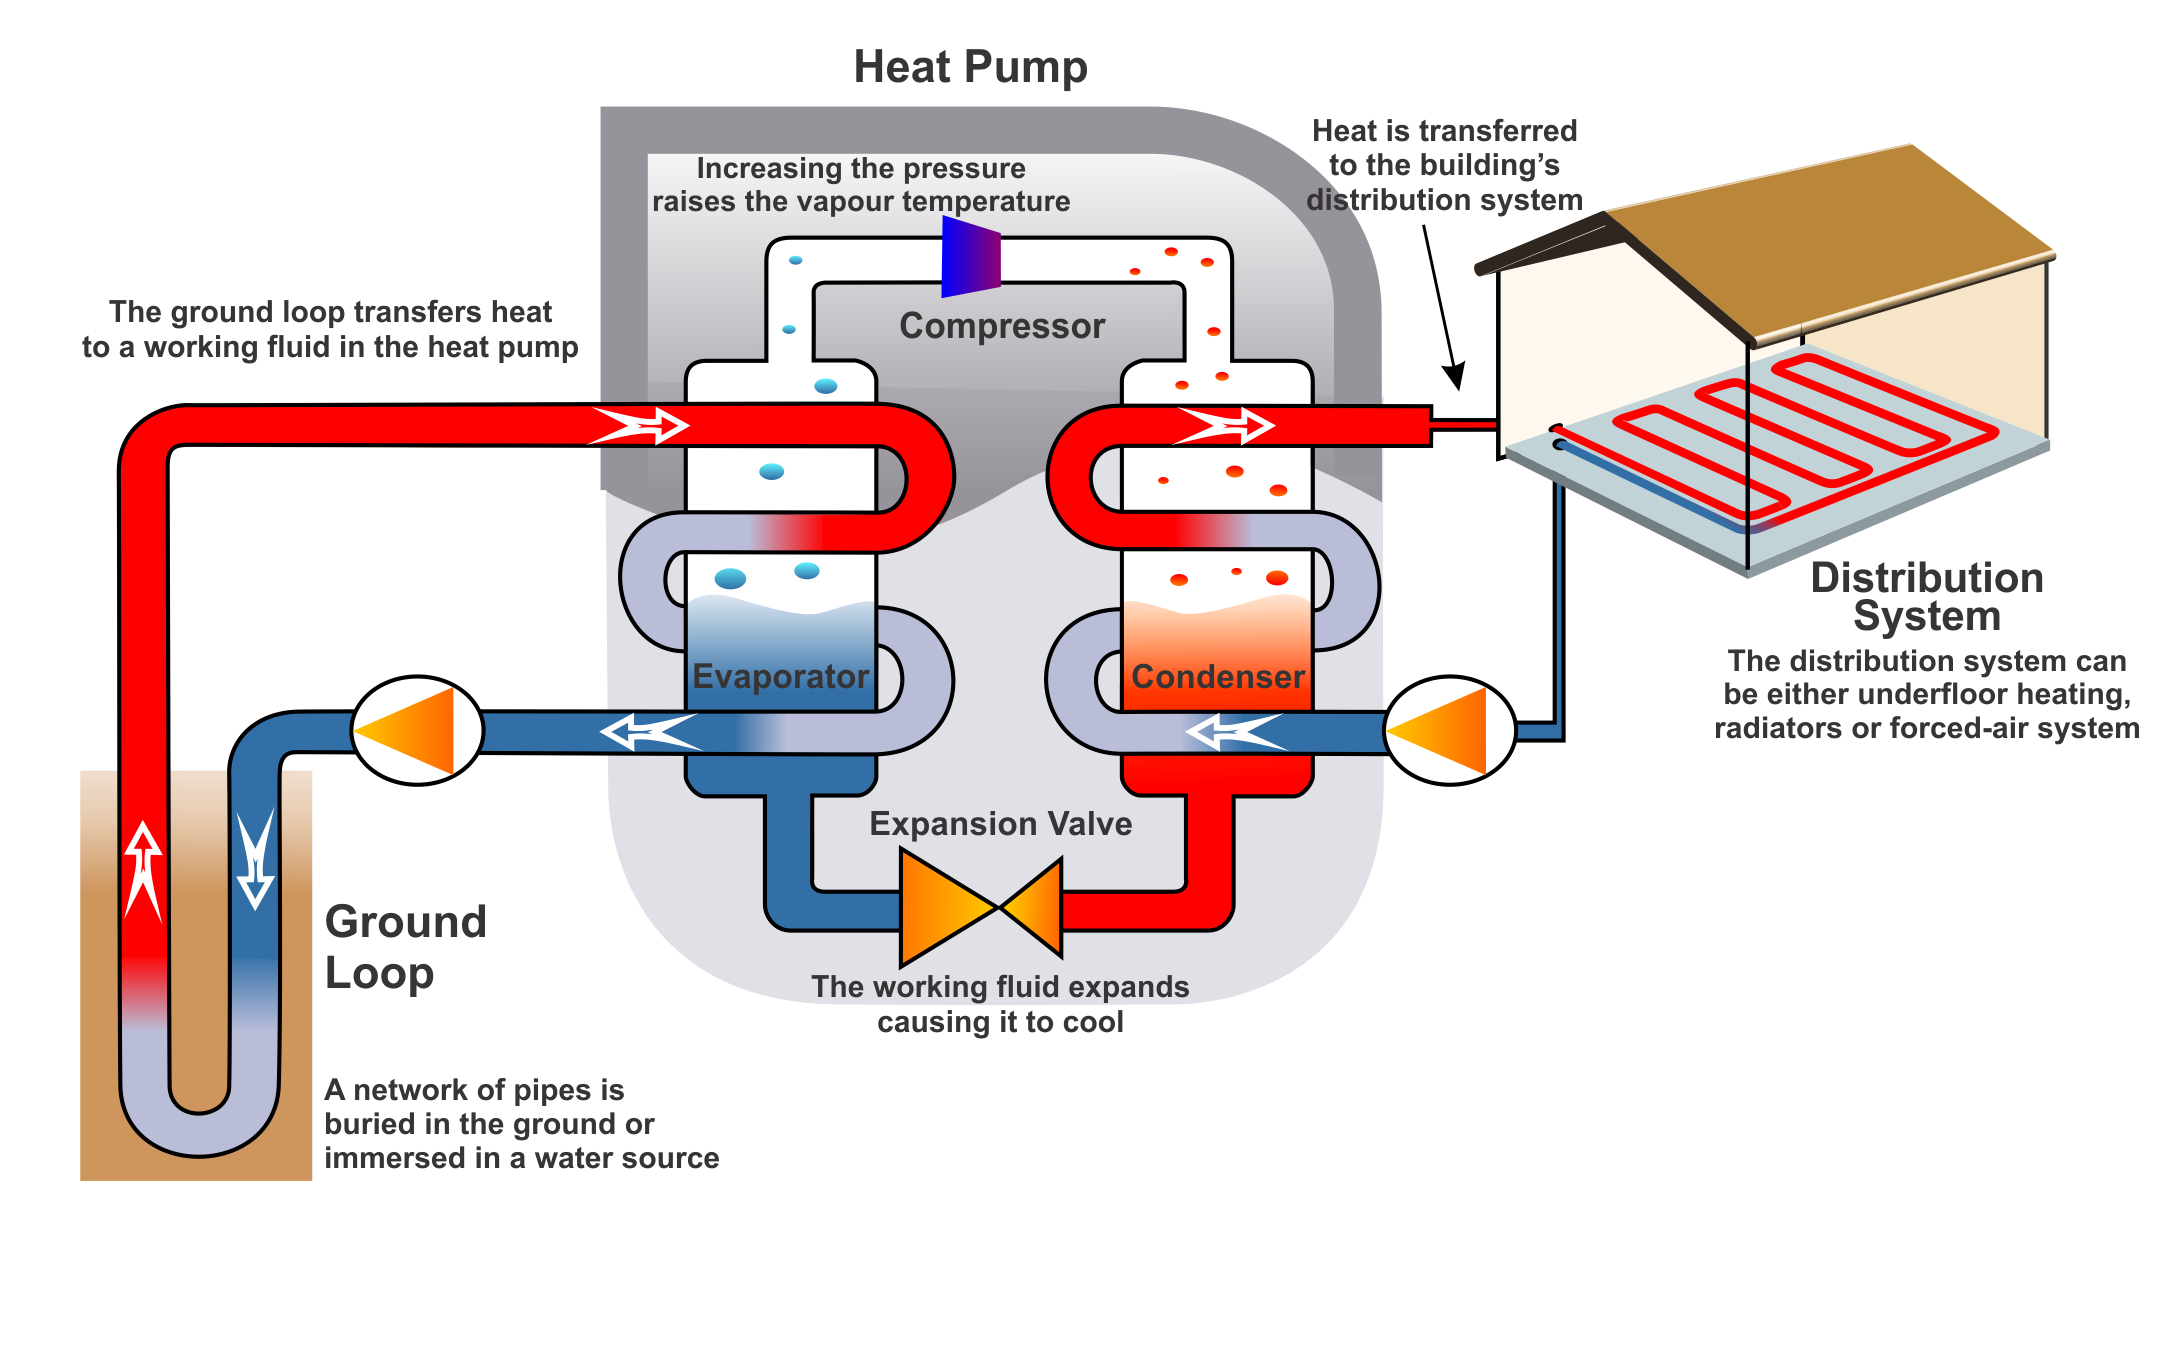 Heat Pump
Increasing the pressure
raises the vapour temperature
Heat is transferred
to the building’s
distribution system
The ground loop transfers heat
to a working fluid in the heat pump
Compressor
Evaporator
Condenser
Distribution
System
The distribution system can
be either underfloor heating,
radiators or forced-air system
Expansion Valve
The working fluid expands
causing it to cool
Ground
Loop
A network of pipes is
buried in the ground or
immersed in a water source